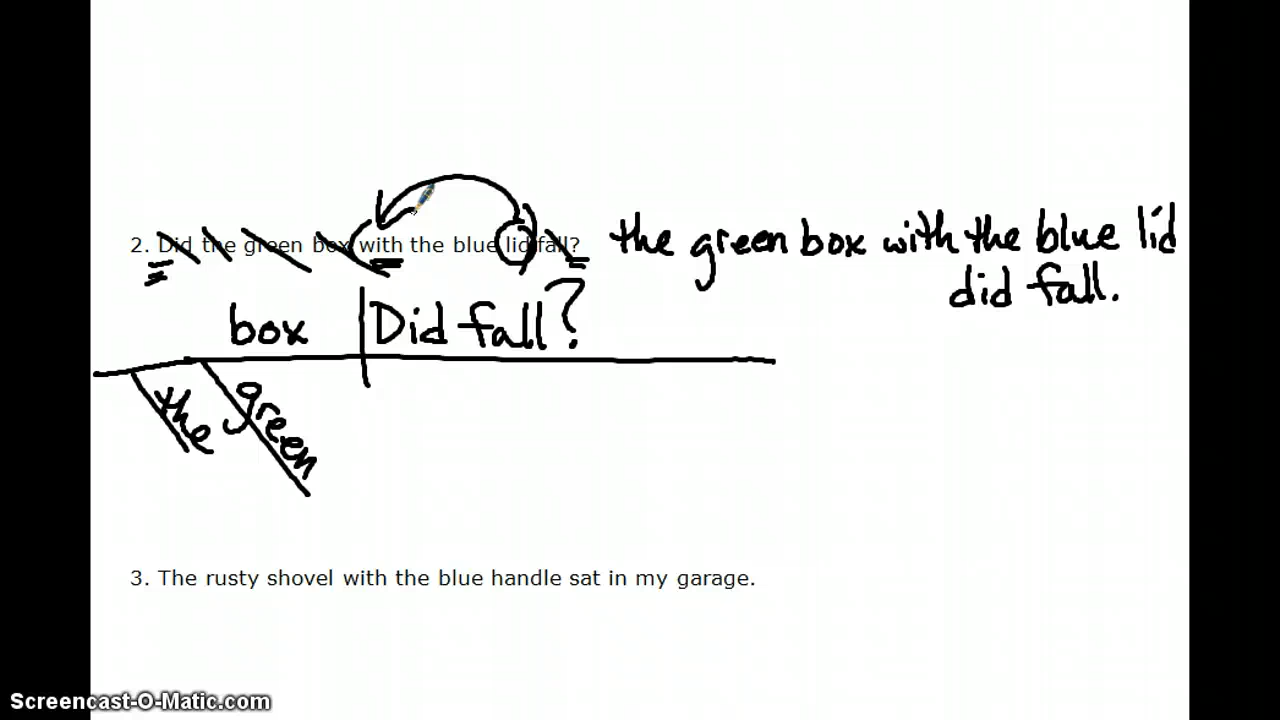 2. Did the green box with the blue lid fall?
the green box with the blue lid
did fall.
box Did fall?
the green
3. The rusty shovel with the blue handle sat in my garage.
Screencast-O-Matic.com